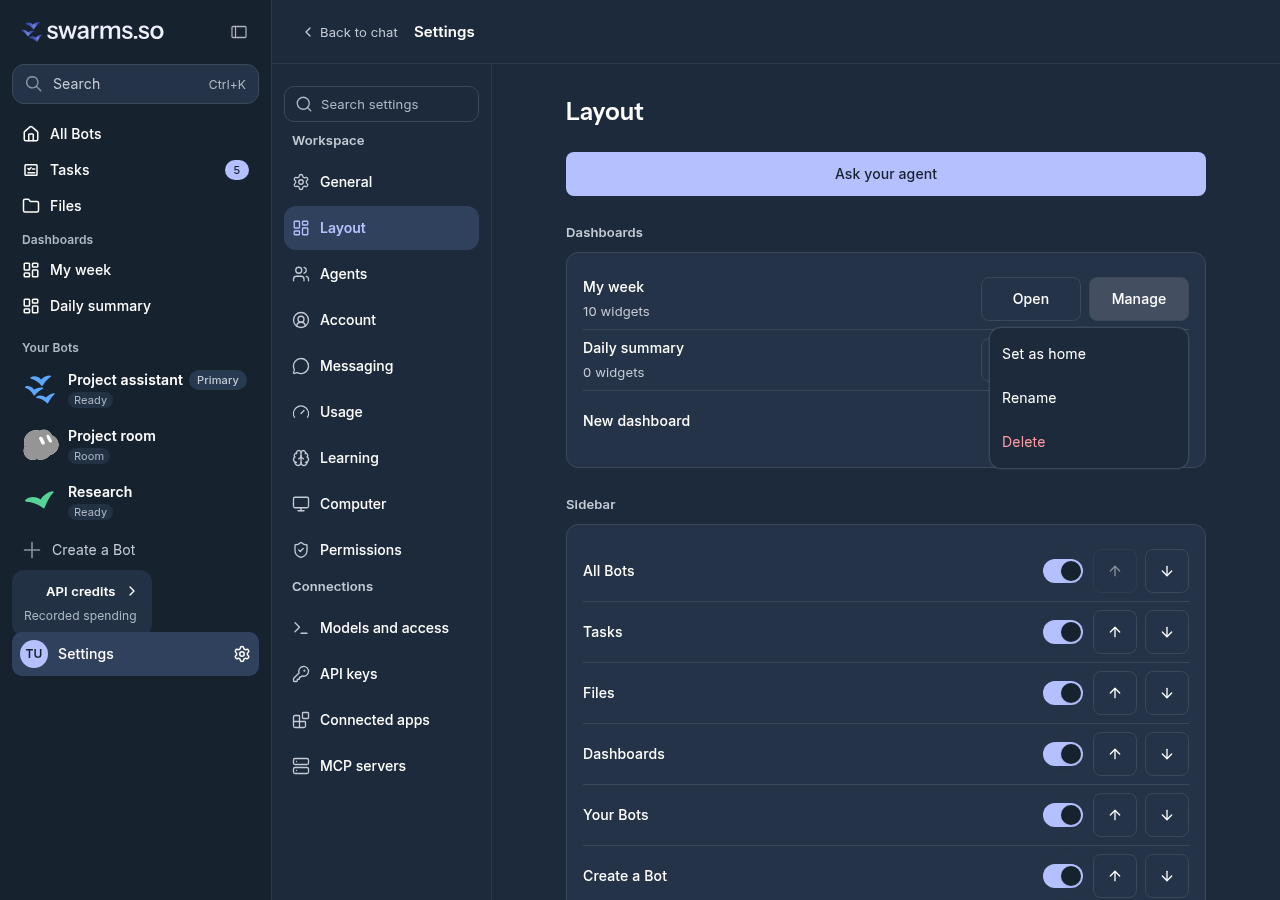 swarms.so
Search Ctrl+K
All Bots
Tasks 5
Files
Dashboards
My week
Daily summary
Your Bots
Project assistant Primary
Ready
Project room
Room
Research
Ready
Create a Bot
API credits
Recorded spending
TU Settings
Back to chat Settings
Search settings
Workspace
General
Layout
Agents
Account
Messaging
Usage
Learning
Computer
Permissions
Connections
Models and access
API keys
Connected apps
MCP servers
Layout
Ask your agent
Dashboards
My week
10 widgets
Open Manage
Daily summary
0 widgets
New dashboard
Set as home
Rename
Delete
Sidebar
All Bots
Tasks
Files
Dashboards
Your Bots
Create a Bot